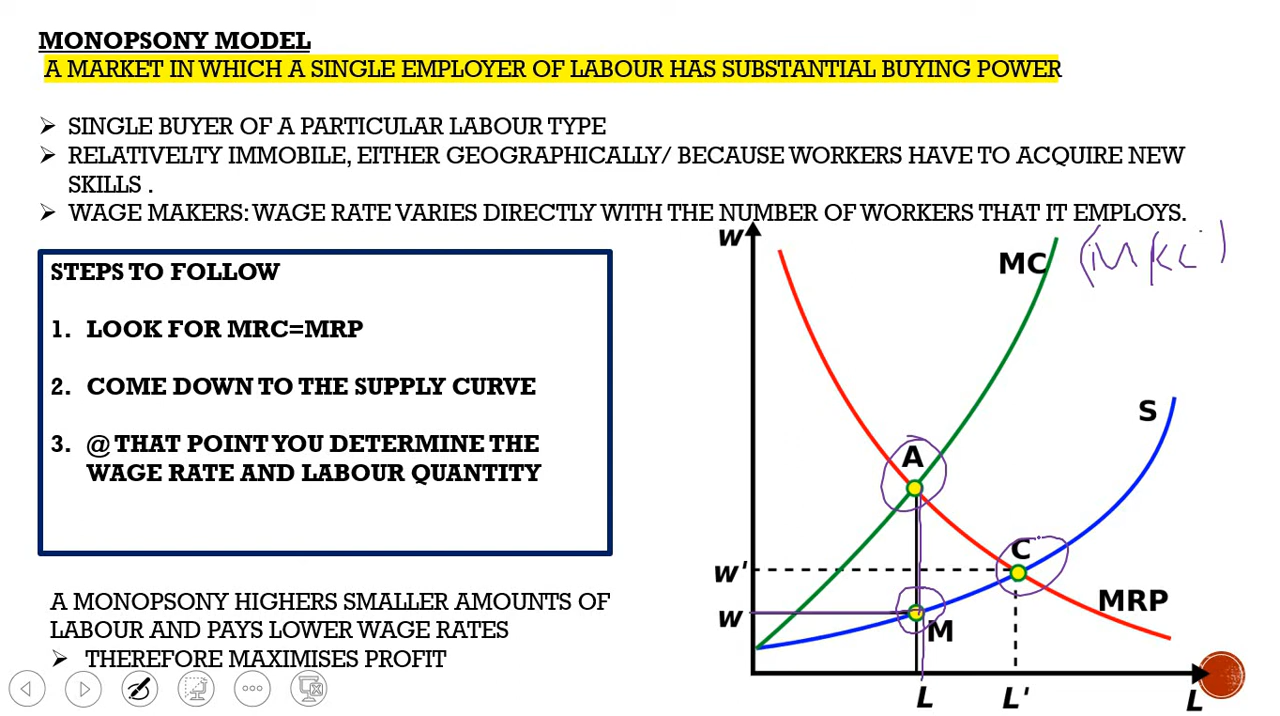 MONOPSONY MODEL
A MARKET IN WHICH A SINGLE EMPLOYER OF LABOUR HAS SUBSTANTIAL BUYING POWER
➢ SINGLE BUYER OF A PARTICULAR LABOUR TYPE
➢ RELATIVELTY IMMOBILE, EITHER GEOGRAPHICALLY/ BECAUSE WORKERS HAVE TO ACQUIRE NEW
SKILLS .
➢ WAGE MAKERS: WAGE RATE VARIES DIRECTLY WITH THE NUMBER OF WORKERS THAT IT EMPLOYS.
STEPS TO FOLLOW
1. LOOK FOR MRC=MRP
2. COME DOWN TO THE SUPPLY CURVE
3. @ THAT POINT YOU DETERMINE THE
WAGE RATE AND LABOUR QUANTITY
A MONOPSONY HIGHERS SMALLER AMOUNTS OF
LABOUR AND PAYS LOWER WAGE RATES
➢ THEREFORE MAXIMISES PROFIT
w
MC (MRC)
S
A
C
w'
MRP
w
M
L
L'
L